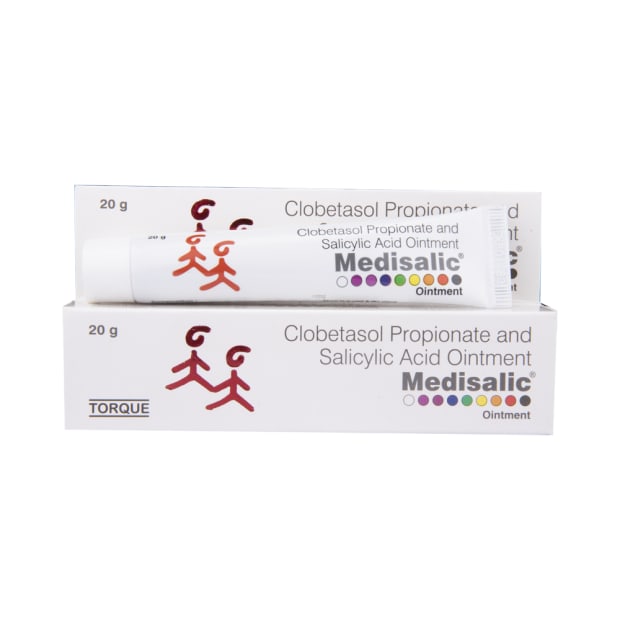 20 g
Clobetasol Propionate and
20 g
Clobetasol Propionate and
Salicylic Acid Ointment
Medisalic®
Ointment
20 g
Clobetasol Propionate and
Salicylic Acid Ointment
Medisalic®
Ointment
TORQUE